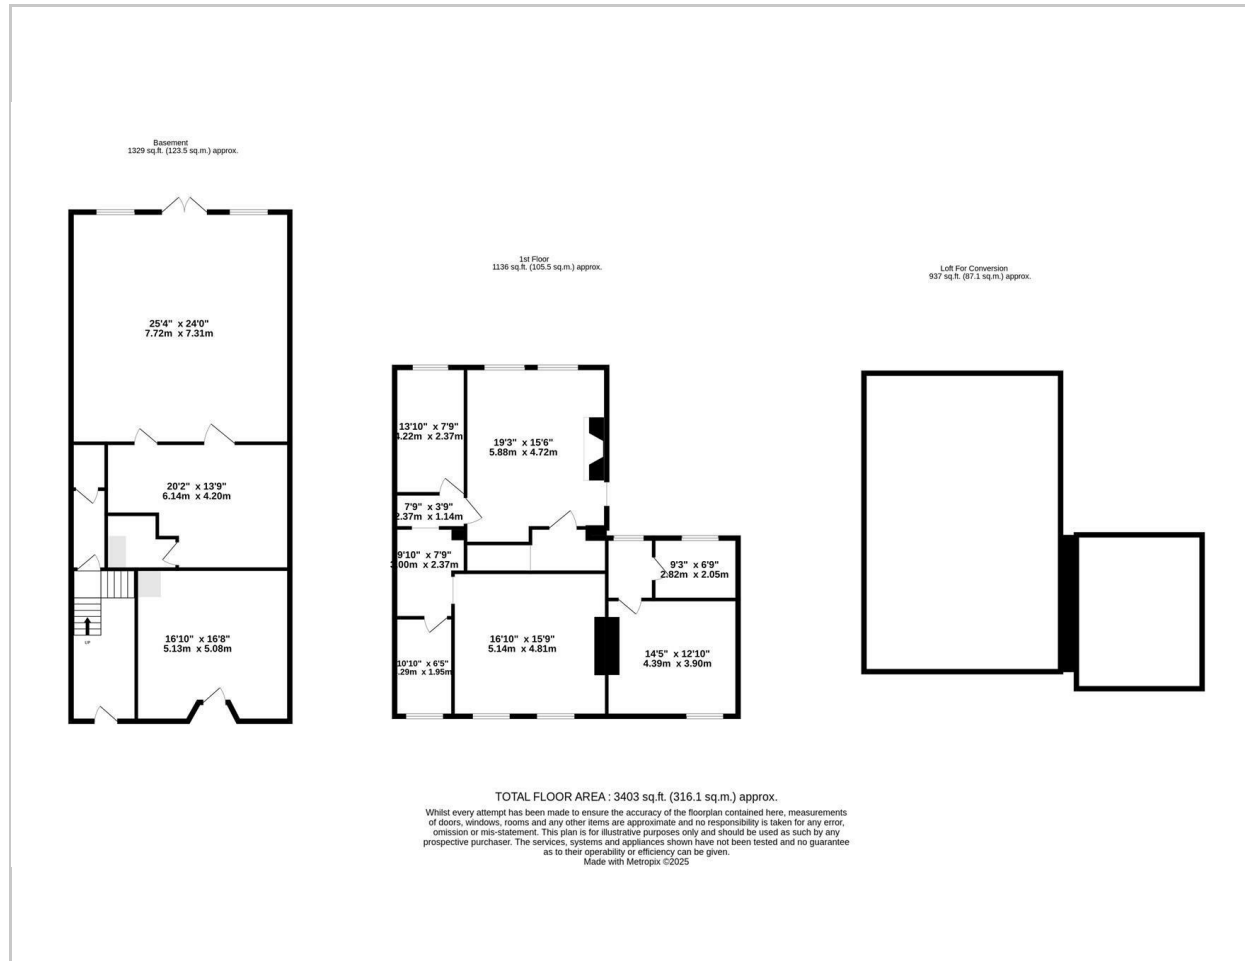 Basement
1329 sq.ft. (123.5 sq.m.) approx.
25'4" x 24'0"
7.72m x 7.31m
20'2" x 13'9"
6.14m x 4.20m
UP
16'10" x 16'8"
5.13m x 5.08m
1st Floor
1136 sq.ft. (105.5 sq.m.) approx.
13'10" x 7'9"
4.22m x 2.37m
19'3" x 15'6"
5.88m x 4.72m
7'9" x 3'9"
2.37m x 1.14m
9'10" x 7'9"
3.00m x 2.37m
9'3" x 6'9"
2.82m x 2.05m
16'10" x 15'9"
5.14m x 4.81m
10'10" x 6'5"
.29m x 1.95m
14'5" x 12'10"
4.39m x 3.90m
Loft For Conversion
937 sq.ft. (87.1 sq.m.) approx.
TOTAL FLOOR AREA : 3403 sq.ft. (316.1 sq.m.) approx.
Whilst every attempt has been made to ensure the accuracy of the floorplan contained here, measurements
of doors, windows, rooms and any other items are approximate and no responsibility is taken for any error,
omission or mis-statement. This plan is for illustrative purposes only and should be used as such by any
prospective purchaser. The services, systems and appliances shown have not been tested and no guarantee
as to their operability or efficiency can be given.
Made with Metropix ©2025